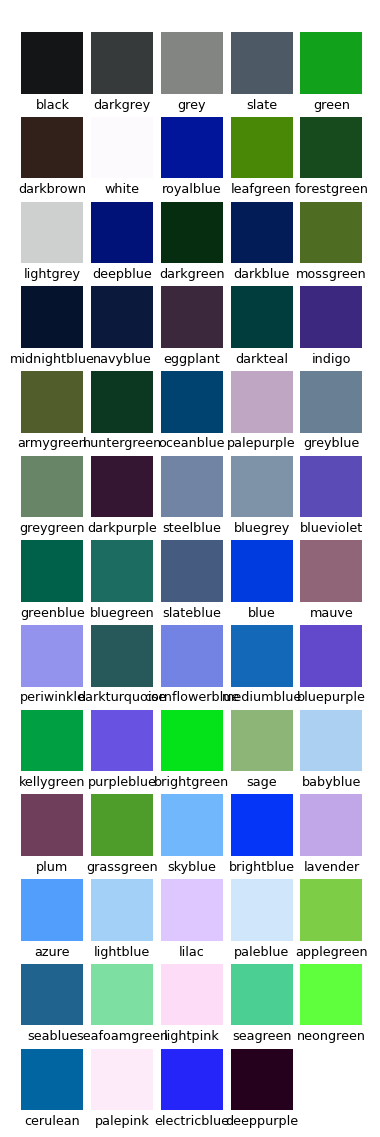 black darkgrey grey slate green
darkbrown white royalblue leafgreen forestgreen
lightgrey deepblue darkgreen darkblue mossgreen
midnightblue navyblue eggplant darkteal indigo
armygreen huntergreen oceanblue palepurple greyblue
greygreen darkpurple steelblue bluegrey blueviolet
greenblue bluegreen slateblue blue mauve
periwinkle darkturquoise cornflowerblue mediumblue bluepurple
kellygreen purpleblue brightgreen sage babyblue
plum grassgreen skyblue brightblue lavender
azure lightblue lilac paleblue applegreen
seablue seafoamgreen lightpink seagreen neongreen
cerulean palepink electricblue deeppurple